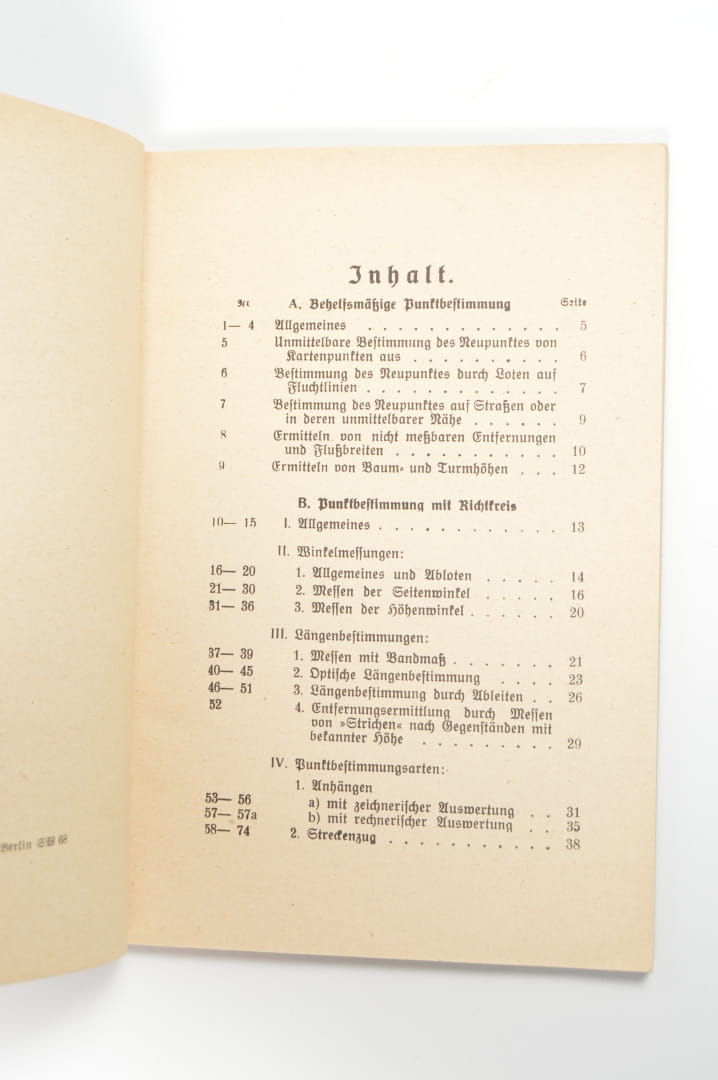 Inhalt.
Nr. A. Behelfsmäßige Punktbestimmung Seite
1— 4 Allgemeines . . . . . . . . . . . . . 5
5 Unmittelbare Bestimmung des Neupunktes von
Kartenpunkten aus . . . . . . . . . . 6
6 Bestimmung des Neupunktes durch Loten auf
Fluchtlinien . . . . . . . . . . . . . 7
7 Bestimmung des Neupunktes auf Straßen oder
in deren unmittelbarer Nähe . . . . . . 9
8 Ermitteln von nicht meßbaren Entfernungen
und Flußbreiten . . . . . . . . . . . 10
9 Ermitteln von Baum- und Turmhöhen . . . 12
B. Punktbestimmung mit Richtkreis
10— 15 I. Allgemeines . . . . . . . . . . . . 13
II. Winkelmessungen:
16— 20 1. Allgemeines und Abloten . . . . . 14
21— 30 2. Messen der Seitenwinkel . . . . . 16
31— 36 3. Messen der Höhenwinkel . . . . . . 20
III. Längenbestimmungen:
37— 39 1. Messen mit Bandmaß . . . . . . . 21
40— 45 2. Optische Längenbestimmung . . . . 23
46— 51 3. Längenbestimmung durch Ableiten . . 26
52 4. Entfernungsermittlung durch Messen
von »Strichen« nach Gegenständen mit
bekannter Höhe . . . . . . . . . 29
IV. Punktbestimmungsarten:
1. Anhängen
53— 56 a) mit zeichnerischer Auswertung . . 31
57— 57a b) mit rechnerischer Auswertung . . 35
58— 74 2. Streckenzug . . . . . . . . . . . 38
Berlin SW 68